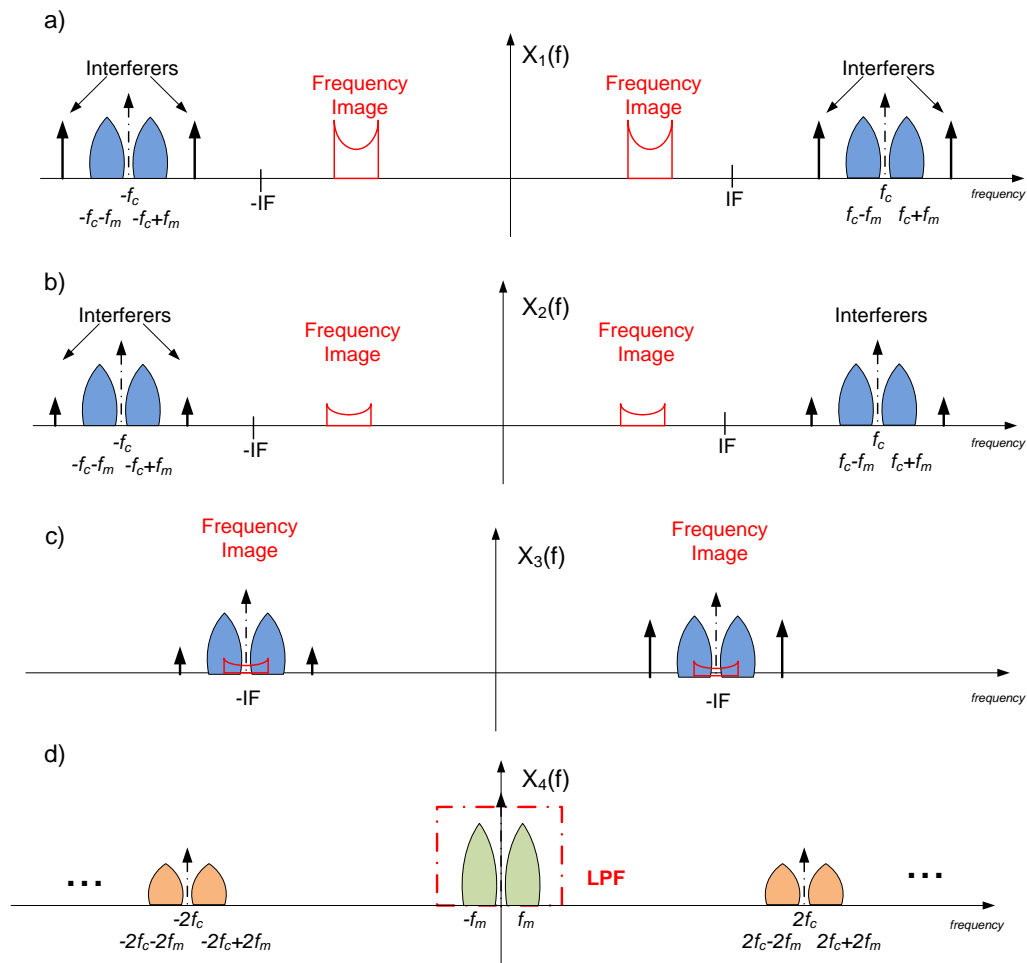 a)
X1(f)
Interferers
Frequency
Image
Frequency
Image
Interferers
-fc
-IF
IF
fc
frequency
-fc-fm -fc+fm
fc-fm fc+fm
b)
X2(f)
Interferers
Frequency
Image
Frequency
Image
Interferers
-fc
-IF
IF
fc
frequency
-fc-fm -fc+fm
fc-fm fc+fm
c)
Frequency
Image
X3(f)
Frequency
Image
-IF
-IF
frequency
d)
X4(f)
...
LPF
...
-2fc
-fm
fm
2fc
frequency
-2fc-2fm -2fc+2fm
2fc-2fm 2fc+2fm